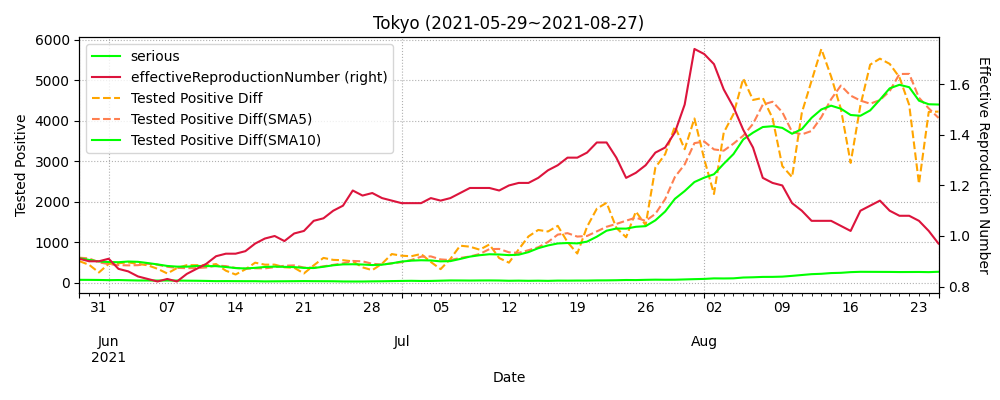 Tokyo (2021-05-29~2021-08-27)
serious
effectiveReproductionNumber (right)
Tested Positive Diff
Tested Positive Diff(SMA5)
Tested Positive Diff(SMA10)
Tested Positive
6000
5000
4000
3000
2000
1000
0
Effective Reproduction Number
1.6
1.4
1.2
1.0
0.8
31 07 14 21 28 05 12 19 26 02 09 16 23
Jun Jul Aug
2021
Date